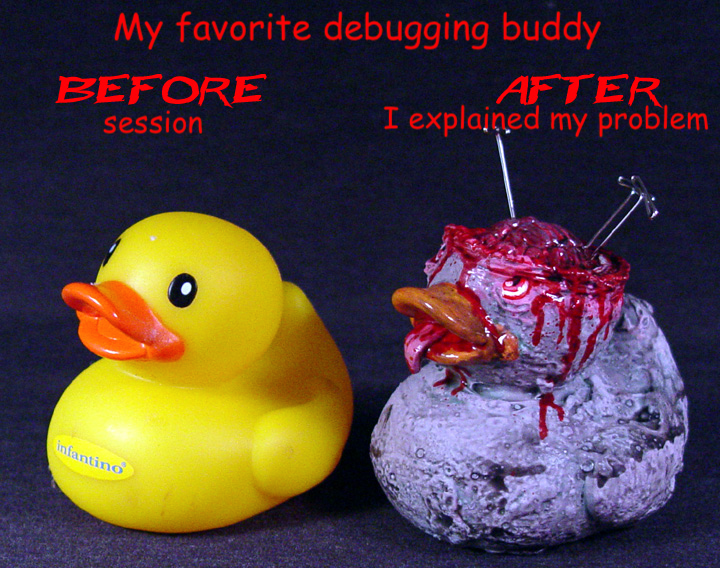 My favorite debugging buddy
BEFORE
session
AFTER
I explained my problem
infantino